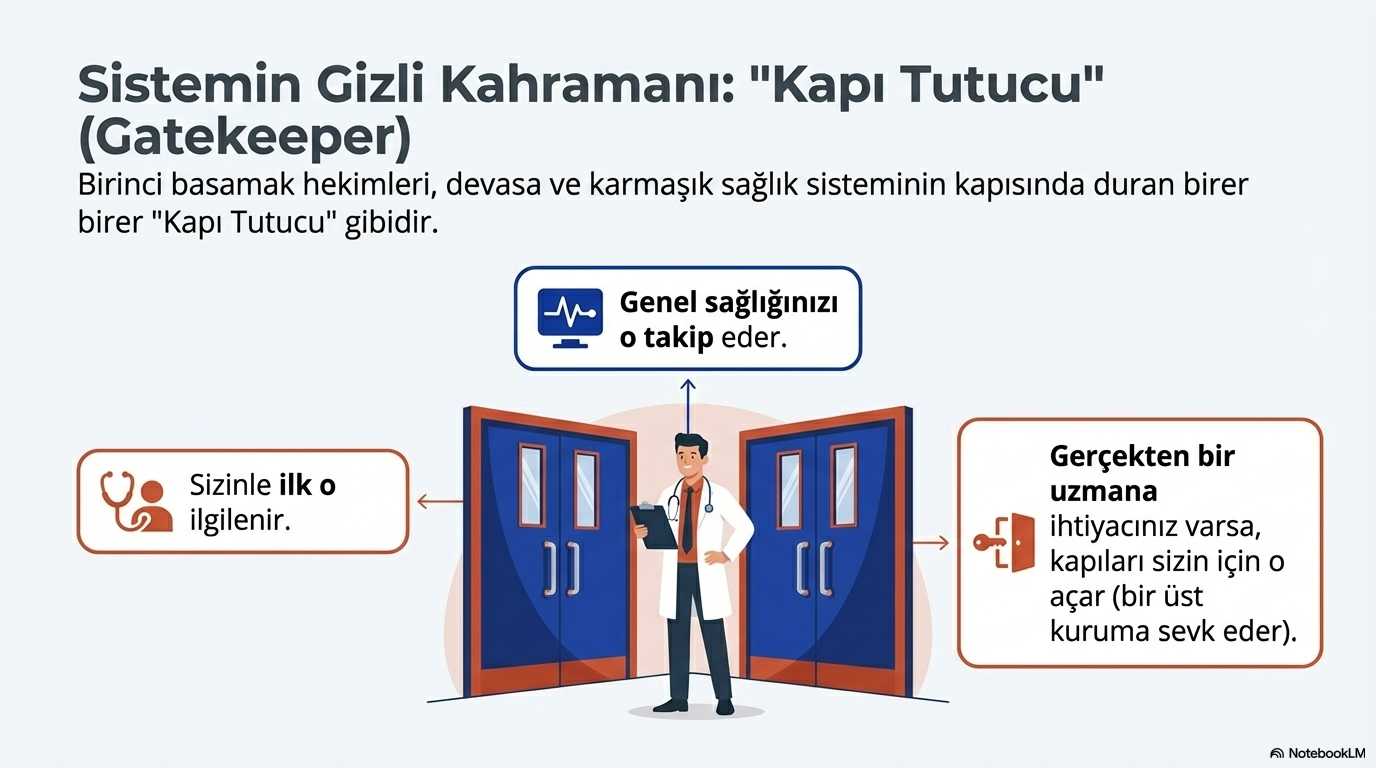 Sistemin Gizli Kahramanı: "Kapı Tutucu"
(Gatekeeper)
Birinci basamak hekimleri, devasa ve karmaşık sağlık sisteminin kapısında duran birer
birer "Kapı Tutucu" gibidir.
Genel sağlığınızı
o takip eder.
Sizinle ilk o
ilgilenir.
Gerçekten bir
uzmana
ihtiyacınız varsa,
kapıları sizin için o
açar (bir üst
kuruma sevk eder).
NotebookLM